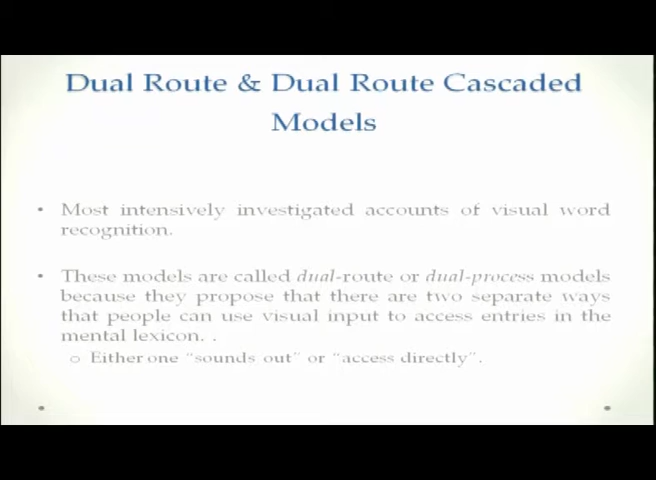 Dual Route & Dual Route Cascaded
Models
• Most intensively investigated accounts of visual word
recognition.
• These models are called dual-route or dual-process models
because they propose that there are two separate ways
that people can use visual input to access entries in the
mental lexicon. .
o Either one “sounds out” or “access directly”.